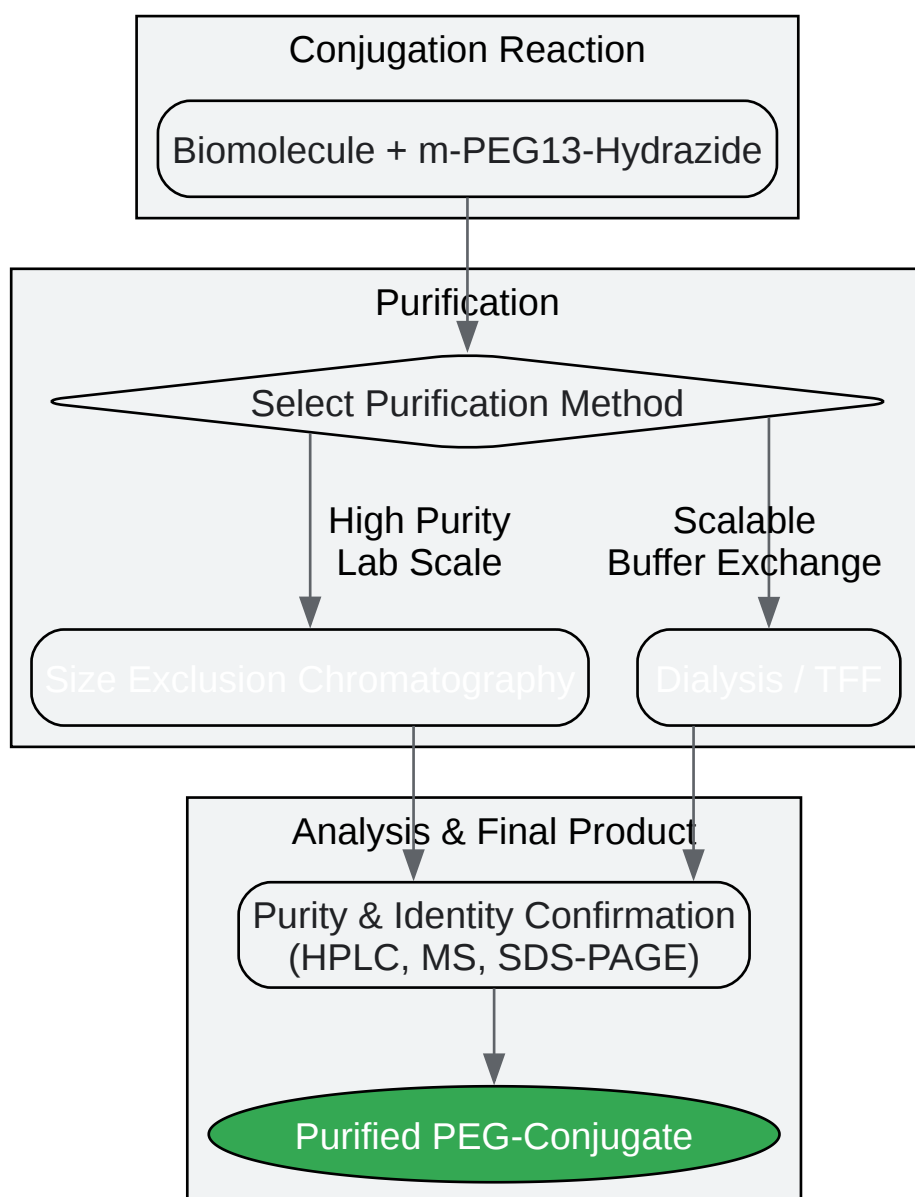 Conjugation Reaction
Biomolecule + m-PEG13-Hydrazide
Purification
Select Purification Method
High Purity
Lab Scale
Scalable
Buffer Exchange
Size Exclusion Chromatography
Dialysis / TFF
Analysis & Final Product
Purity & Identity Confirmation
(HPLC, MS, SDS-PAGE)
Purified PEG-Conjugate